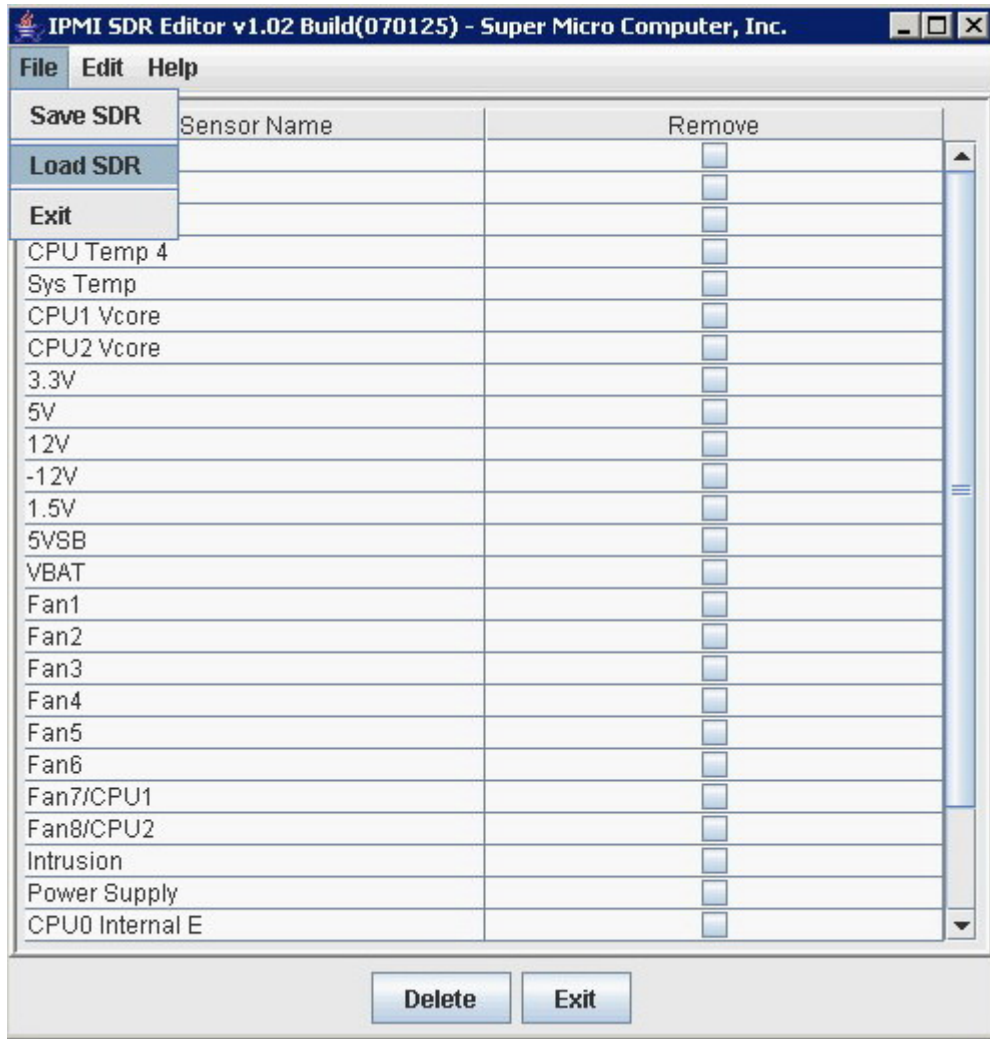 IPMI SDR Editor v1.02 Build(070125) - Super Micro Computer, Inc.
File Edit Help
Save SDR
Load SDR
Exit
Sensor Name Remove
CPU Temp 4
Sys Temp
CPU1 Vcore
CPU2 Vcore
3.3V
5V
12V
-12V
1.5V
5VSB
VBAT
Fan1
Fan2
Fan3
Fan4
Fan5
Fan6
Fan7/CPU1
Fan8/CPU2
Intrusion
Power Supply
CPU0 Internal E
Delete Exit